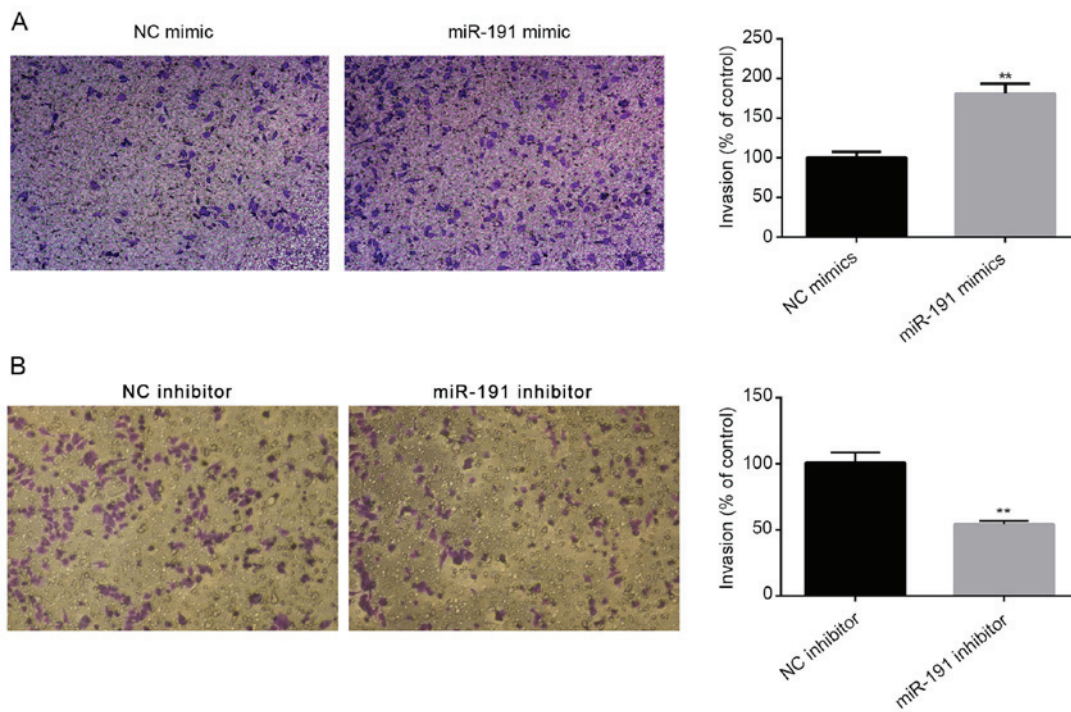 A
NC mimic
miR-191 mimic
250
200
150
100
50
0
Invasion (% of control)
**
NC mimics
miR-191 mimics
B
NC inhibitor
miR-191 inhibitor
150
100
50
0
Invasion (% of control)
**
NC inhibitor
miR-191 inhibitor